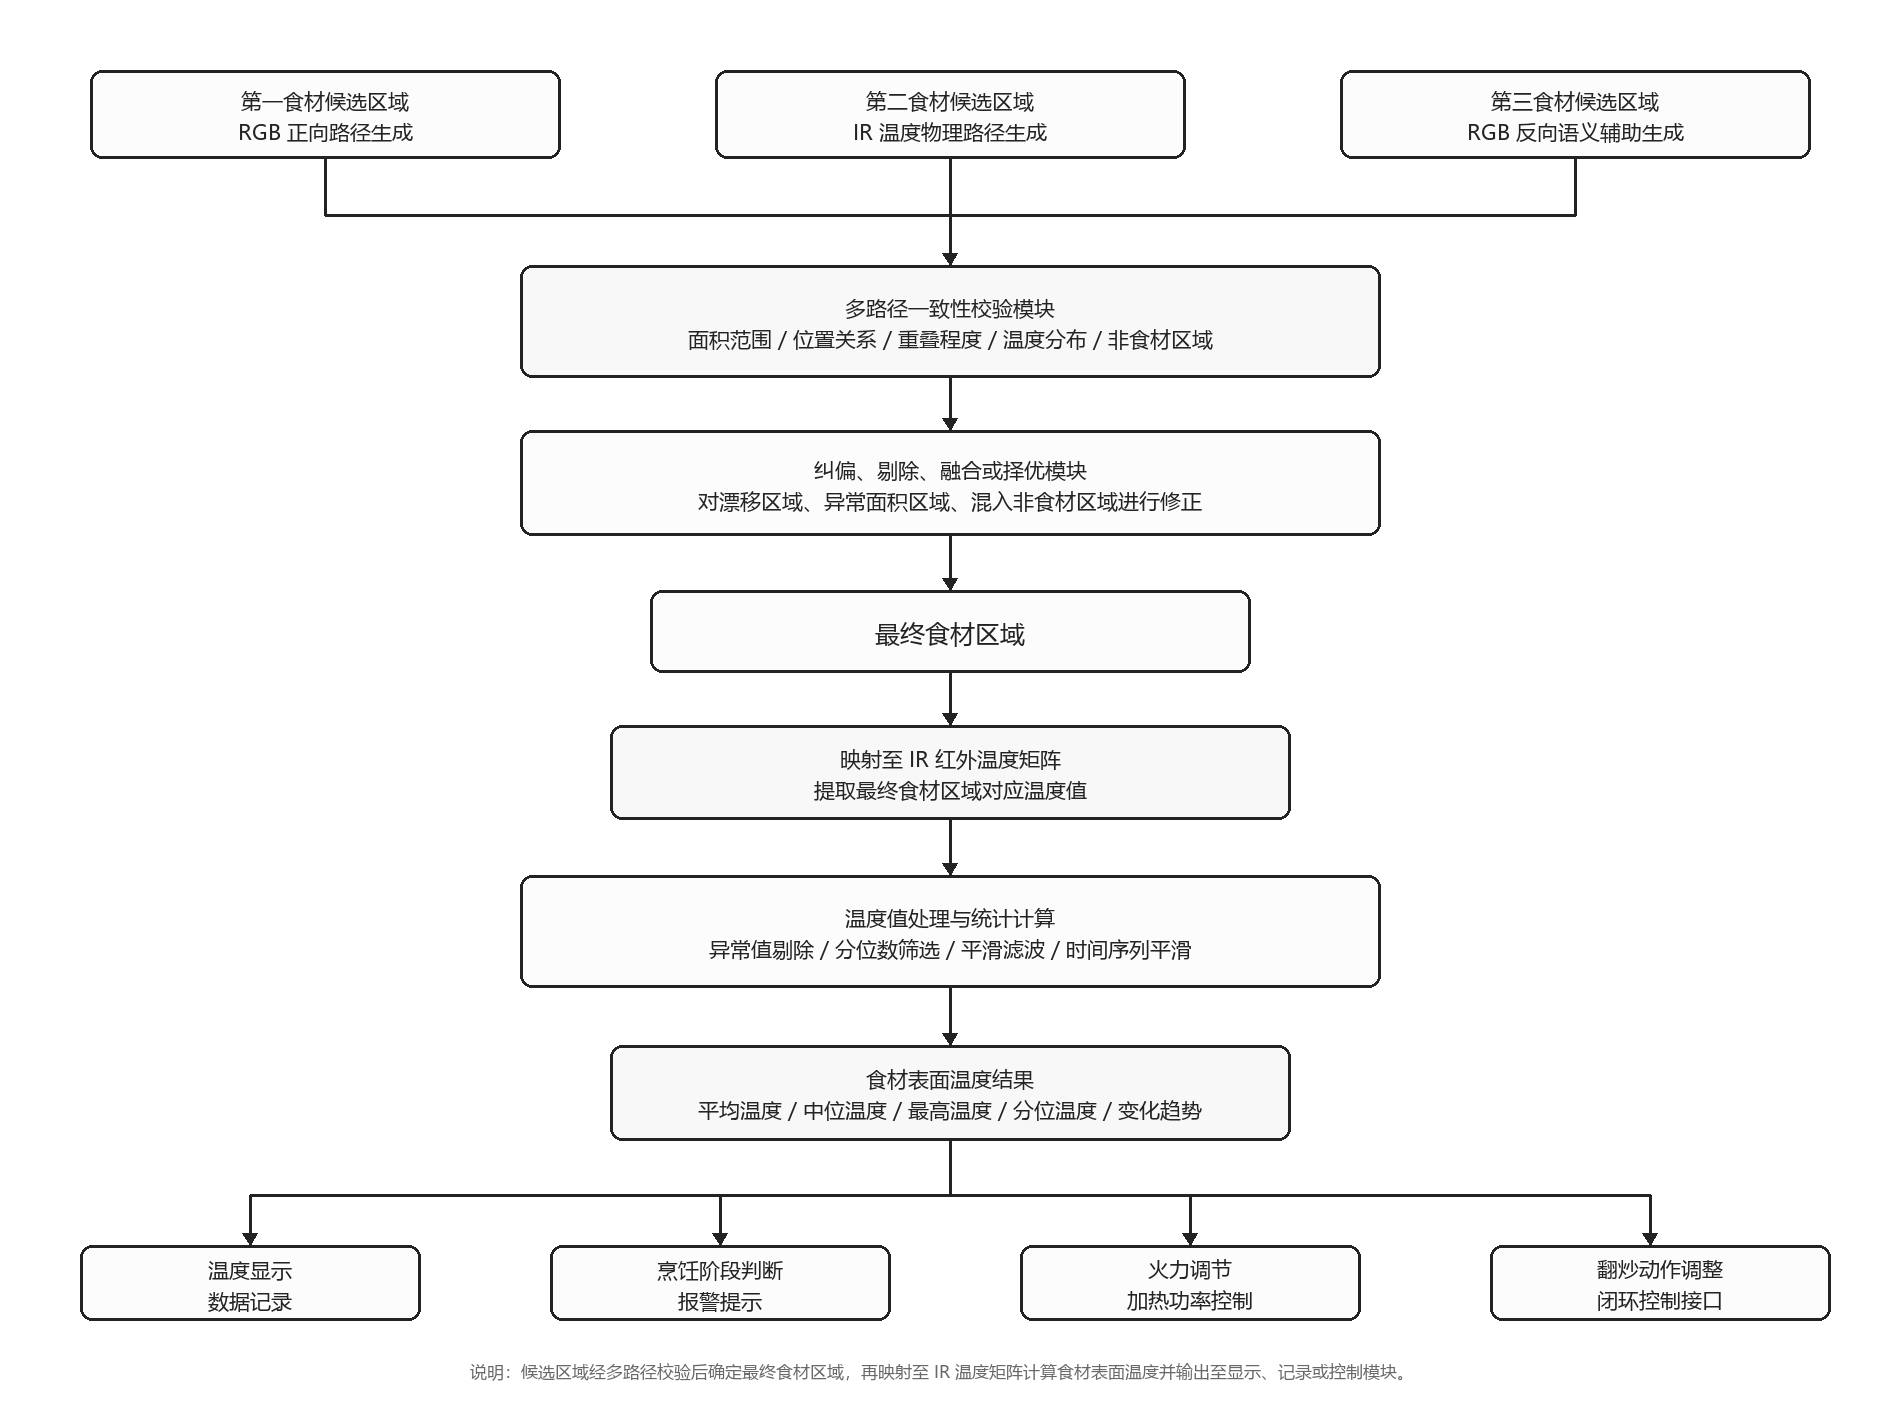 第一食材候选区域
RGB 正向路径生成
第二食材候选区域
IR 温度物理路径生成
第三食材候选区域
RGB 反向语义辅助生成
多路径一致性校验模块
面积范围 / 位置关系 / 重叠程度 / 温度分布 / 非食材区域
纠偏、剔除、融合或择优模块
对漂移区域、异常面积区域、混入非食材区域进行修正
最终食材区域
映射至 IR 红外温度矩阵
提取最终食材区域对应温度值
温度值处理与统计计算
异常值剔除 / 分位数筛选 / 平滑滤波 / 时间序列平滑
食材表面温度结果
平均温度 / 中位温度 / 最高温度 / 分位温度 / 变化趋势
温度显示
数据记录
烹饪阶段判断
报警提示
火力调节
加热功率控制
翻炒动作调整
闭环控制接口
说明：候选区域经多路径校验后确定最终食材区域，再映射至 IR 温度矩阵计算食材表面温度并输出至显示、记录或控制模块。